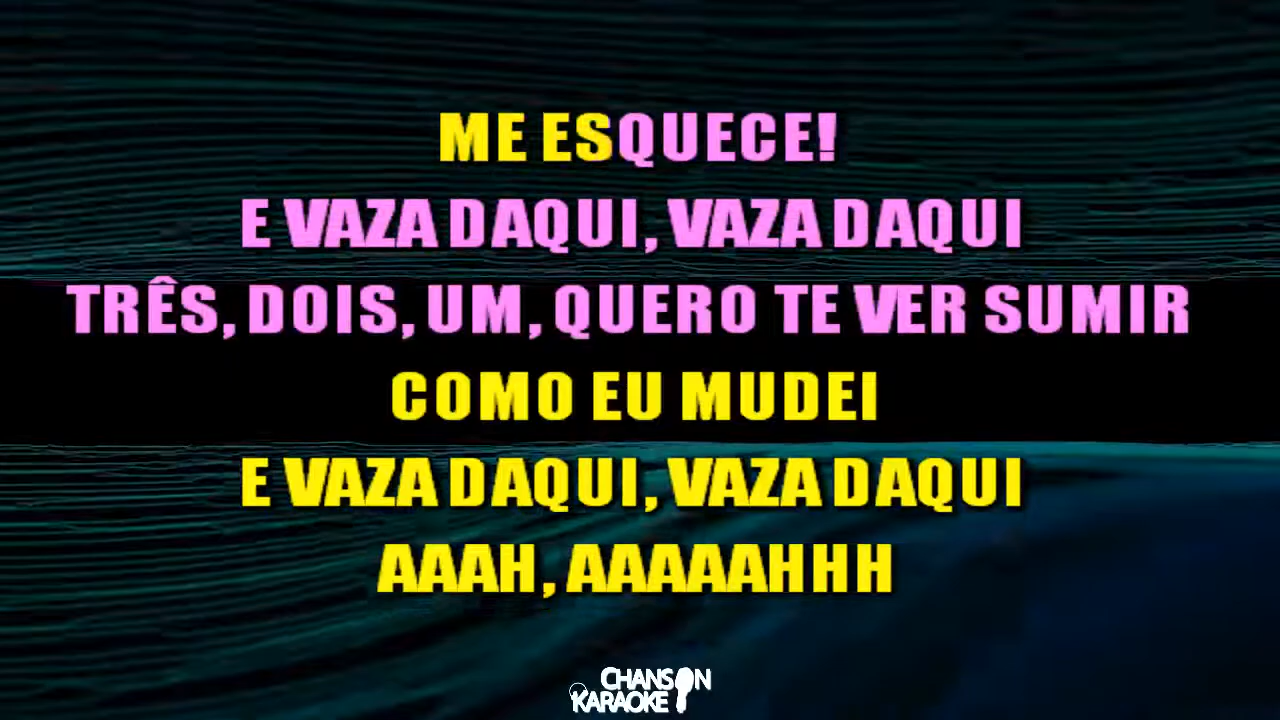 ME ESQUECE!
E VAZA DAQUI, VAZA DAQUI
TRÊS, DOIS, UM, QUERO TE VER SUMIR
COMO EU MUDEI
E VAZA DAQUI, VAZA DAQUI
AAAH, AAAAAHHH
CHANSON
KARAOKE